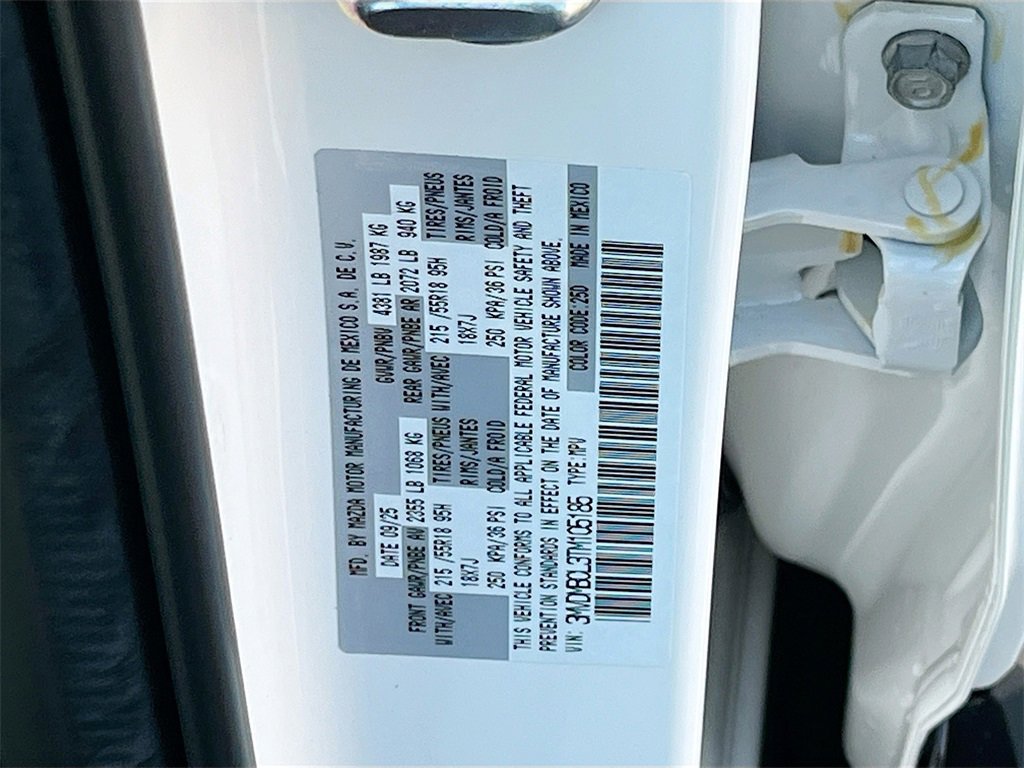 MFD. BY MAZDA MOTOR MANUFACTURING DE MEXICO S.A. DE C.V.
DATE 09/25 GVWR/PNBV 4381 LB 1987 KG
FRONT GAWR/PNBE AV 2355 LB 1068 KG REAR GAWR/PNBE AR 2072 LB 940 KG
WITH/AVEC 215 /55R18 95H TIRES/PNEUS WITH/AVEC 215 /55R18 95H TIRES/PNEUS
18X7J RIMS/JANTES 18X7J RIMS/JANTES
250 KPA/36 PSI COLD/A FROID 250 KPA/36 PSI COLD/A FROID
THIS VEHICLE CONFORMS TO ALL APPLICABLE FEDERAL MOTOR VEHICLE SAFETY AND THEFT
PREVENTION STANDARDS IN EFFECT ON THE DATE OF MANUFACTURE SHOWN ABOVE.
VIN: 3MVDMBCL3TM105185 TYPE:MPV COLOR CODE:25D MADE IN MEXICO